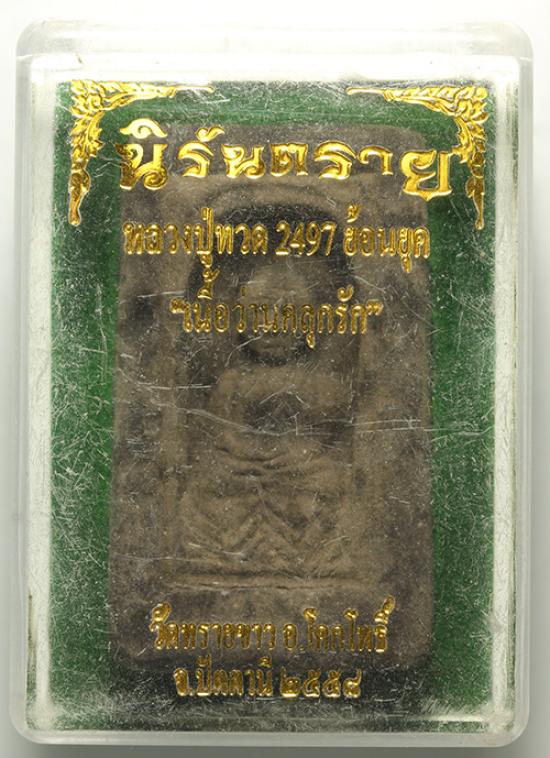 นิรันตราย
หลวงปู่ทวด 2497 ย้อนยุค
"เนื้อว่านคลุกรัก"
วัดทรายขาว อ.โคกโพธิ์
จ.ปัตตานี ๒๕๕๘